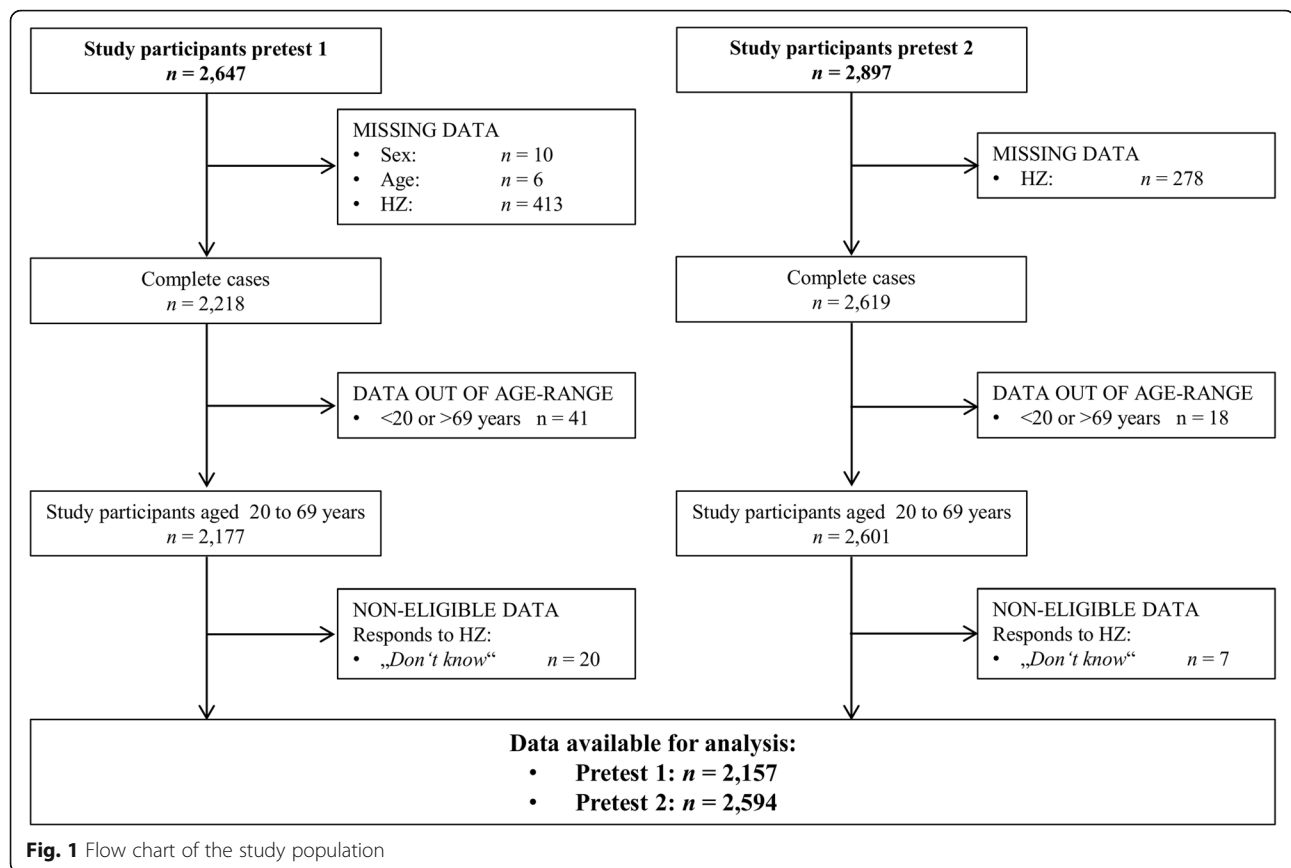 Study participants pretest 1
n = 2,647
MISSING DATA
• Sex: n = 10
• Age: n = 6
• HZ: n = 413
Complete cases
n = 2,218
DATA OUT OF AGE-RANGE
• <20 or >69 years n = 41
Study participants aged 20 to 69 years
n = 2,177
NON-ELIGIBLE DATA
Responds to HZ:
• „Don‘t know“ n = 20
Study participants pretest 2
n = 2,897
MISSING DATA
• HZ: n = 278
Complete cases
n = 2,619
DATA OUT OF AGE-RANGE
• <20 or >69 years n = 18
Study participants aged 20 to 69 years
n = 2,601
NON-ELIGIBLE DATA
Responds to HZ:
• „Don‘t know“ n = 7
Data available for analysis:
• Pretest 1: n = 2,157
• Pretest 2: n = 2,594
Fig. 1 Flow chart of the study population